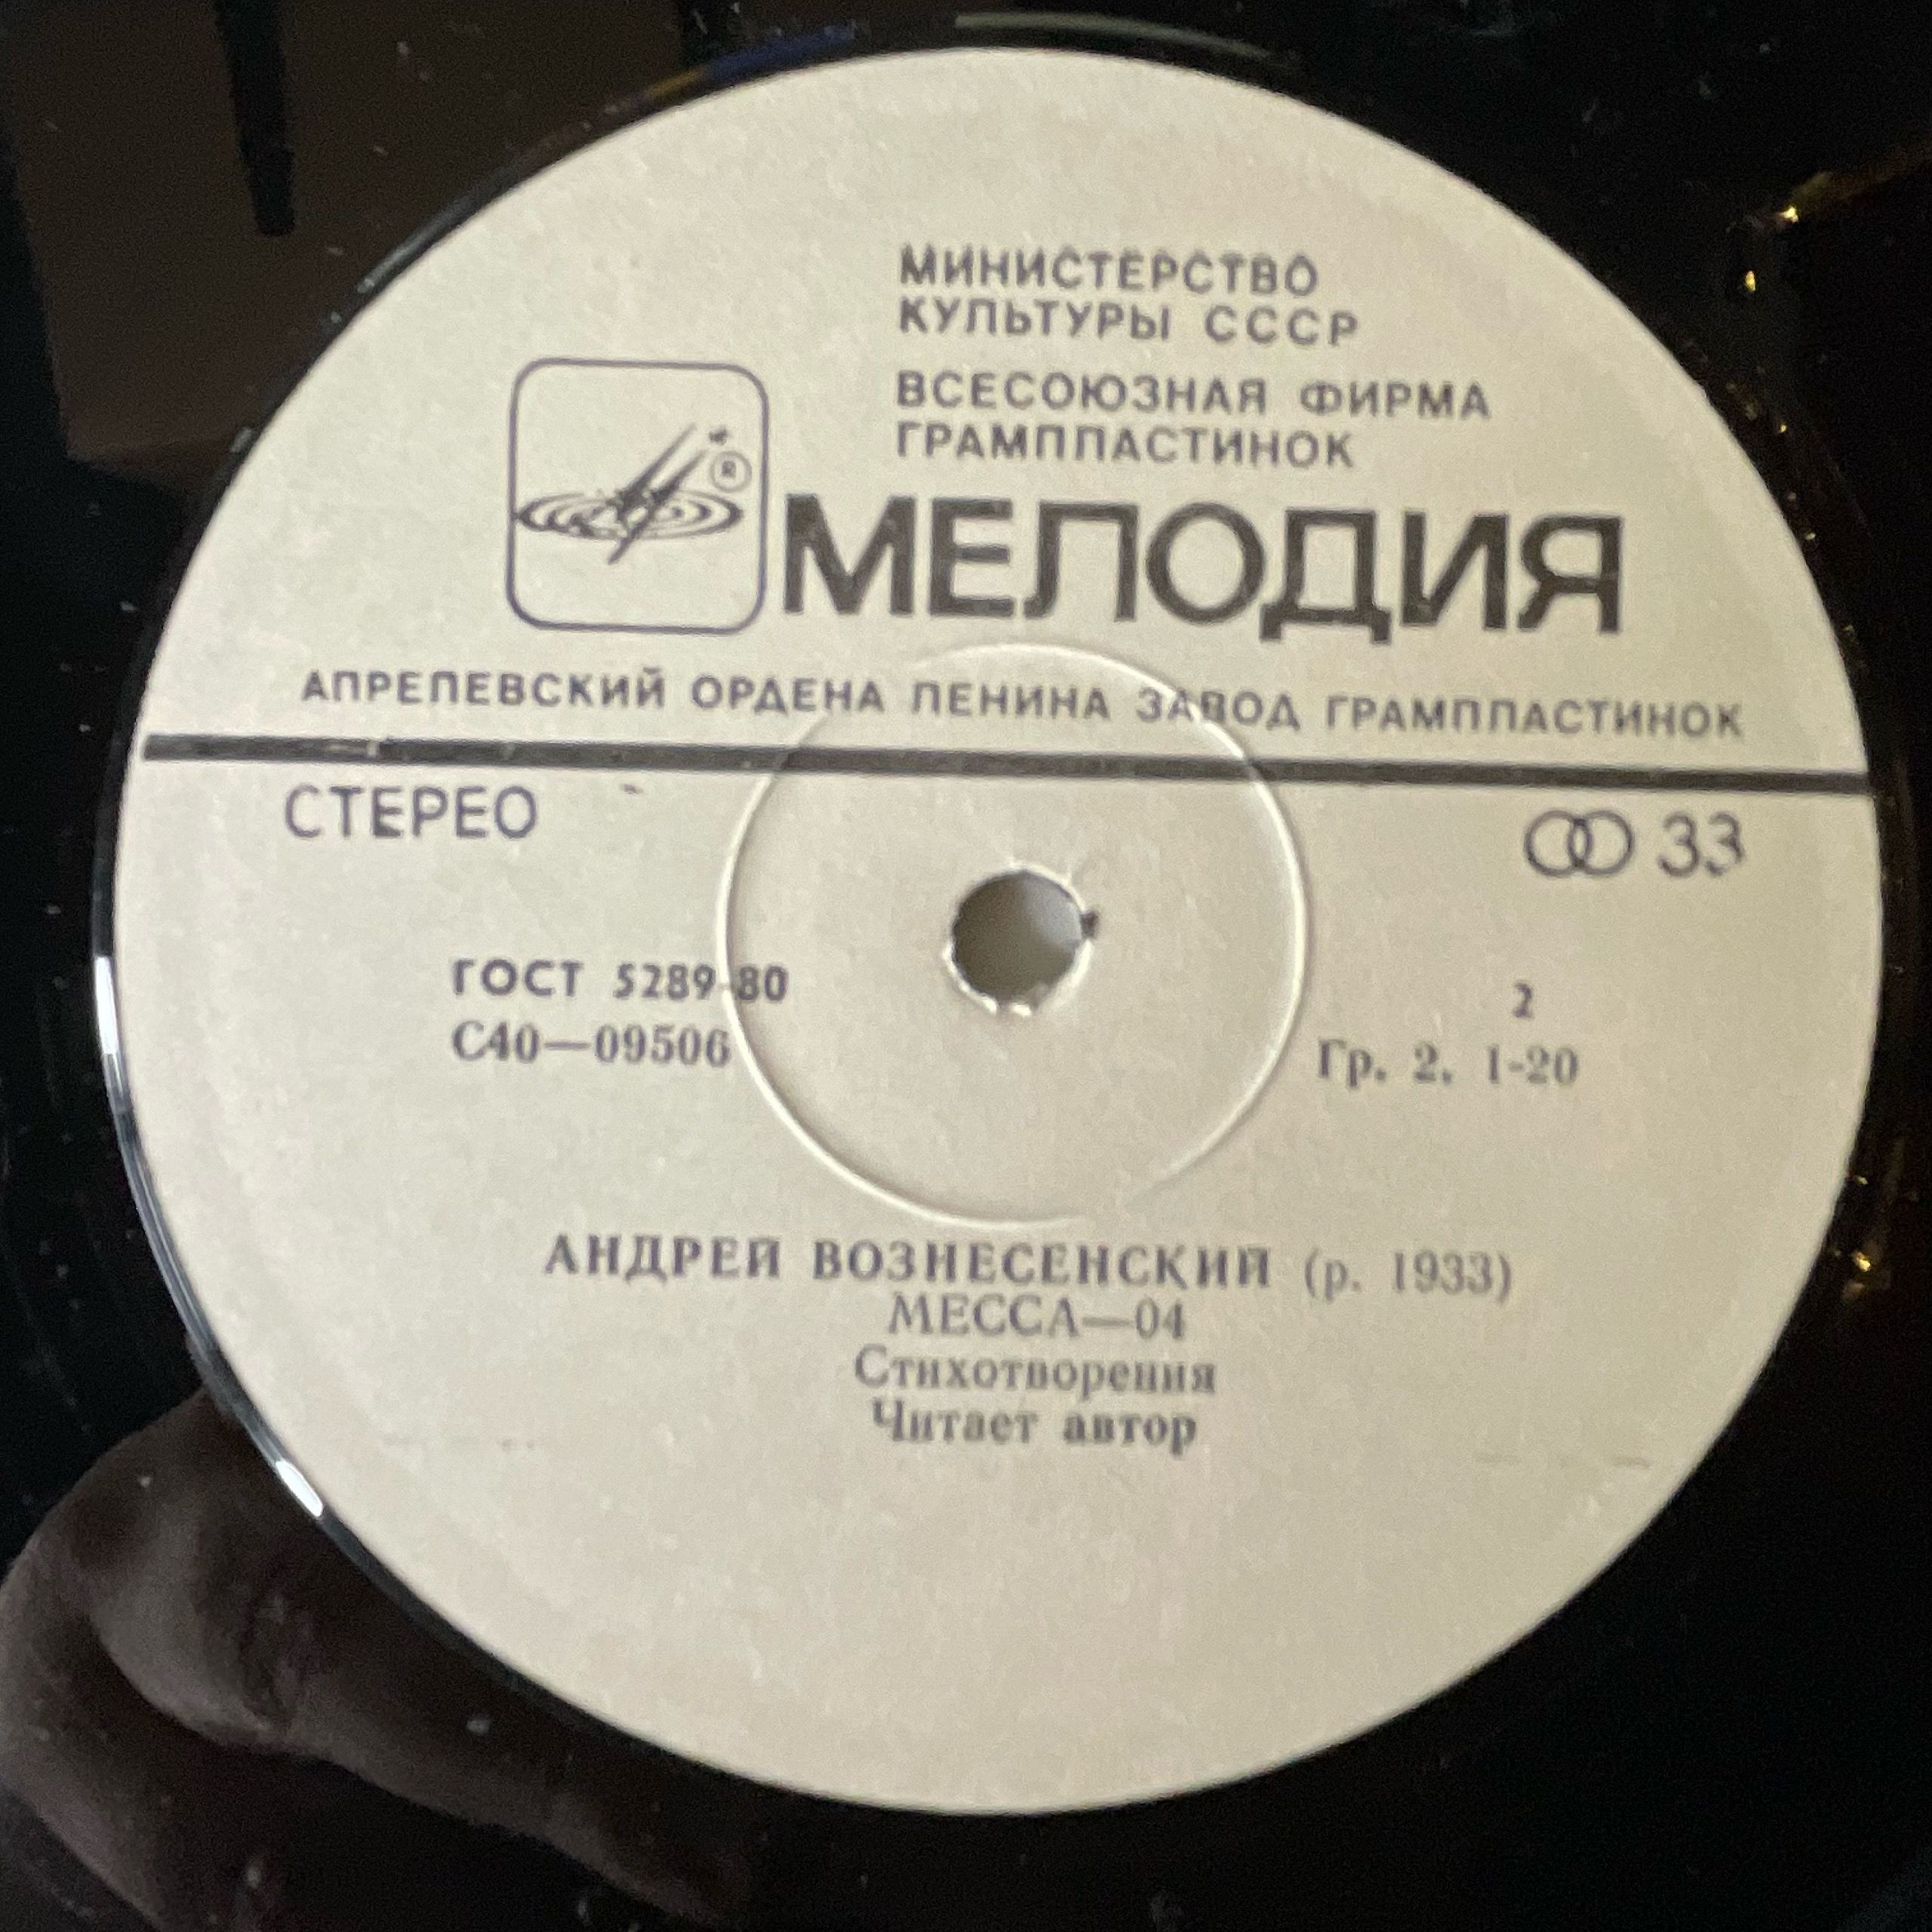 МИНИСТЕРСТВО
КУЛЬТУРЫ СССР
ВСЕСОЮЗНАЯ ФИРМА
ГРАМПЛАСТИНОК
®
МЕЛОДИЯ
АПРЕЛЕВСКИЙ ОРДЕНА ЛЕНИНА ЗАВОД ГРАМПЛАСТИНОК
СТЕРЕО
33
ГОСТ 5289-80
2
С40—09506
Гр. 2. 1-20
АНДРЕЙ ВОЗНЕСЕНСКИЙ (р. 1933)
МЕССА—04
Стихотворения
Читает автор